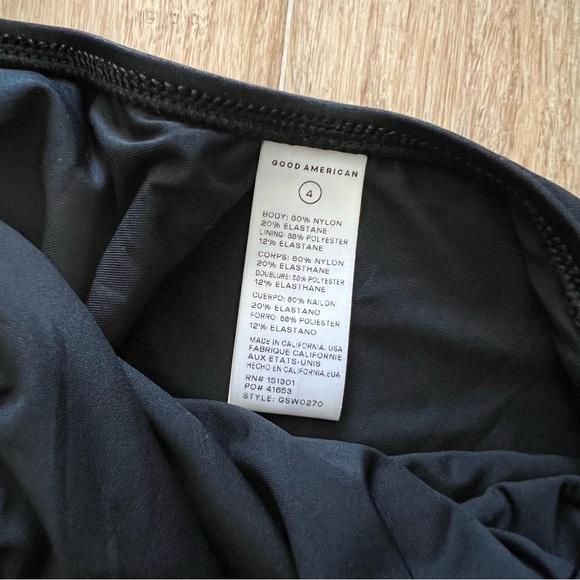 GOOD AMERICAN
4
BODY: 80% NYLON
20% ELASTANE
LINING: 88% POLYESTER
12% ELASTANE
CORPS: 80% NYLON
20% ELASTHANE
DOUBLURE: 88% POLYESTER
12% ELASTHANE
CUERPO: 80% NAILON
20% ELASTANO
FORRO: 88% POLIESTER
12% ELASTANO
MADE IN CALIFORNIA, USA
FABRIQUE CALIFORNIE
AUX ETATS-UNIS
HECHO EN CALIFORNIA,EUA
RN# 151301
PO# 41653
STYLE: GSW0270